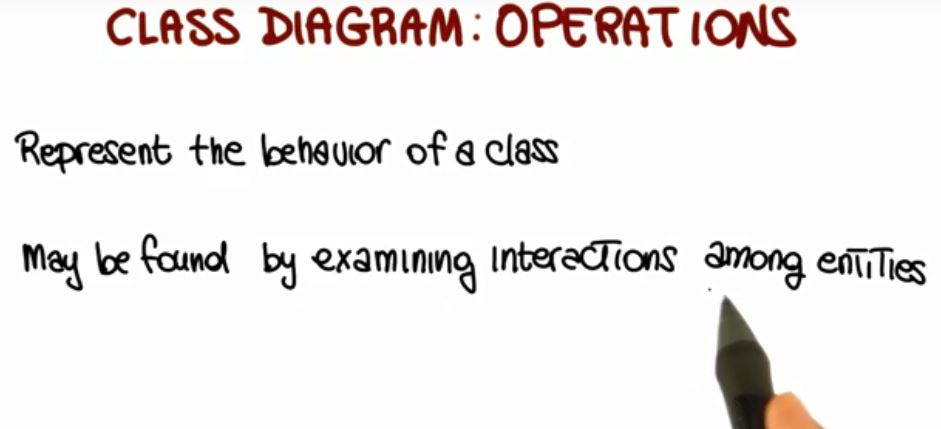 CLASS DIAGRAM: OPERATIONS
Represent the behavior of a class
May be found by examining interactions among entities